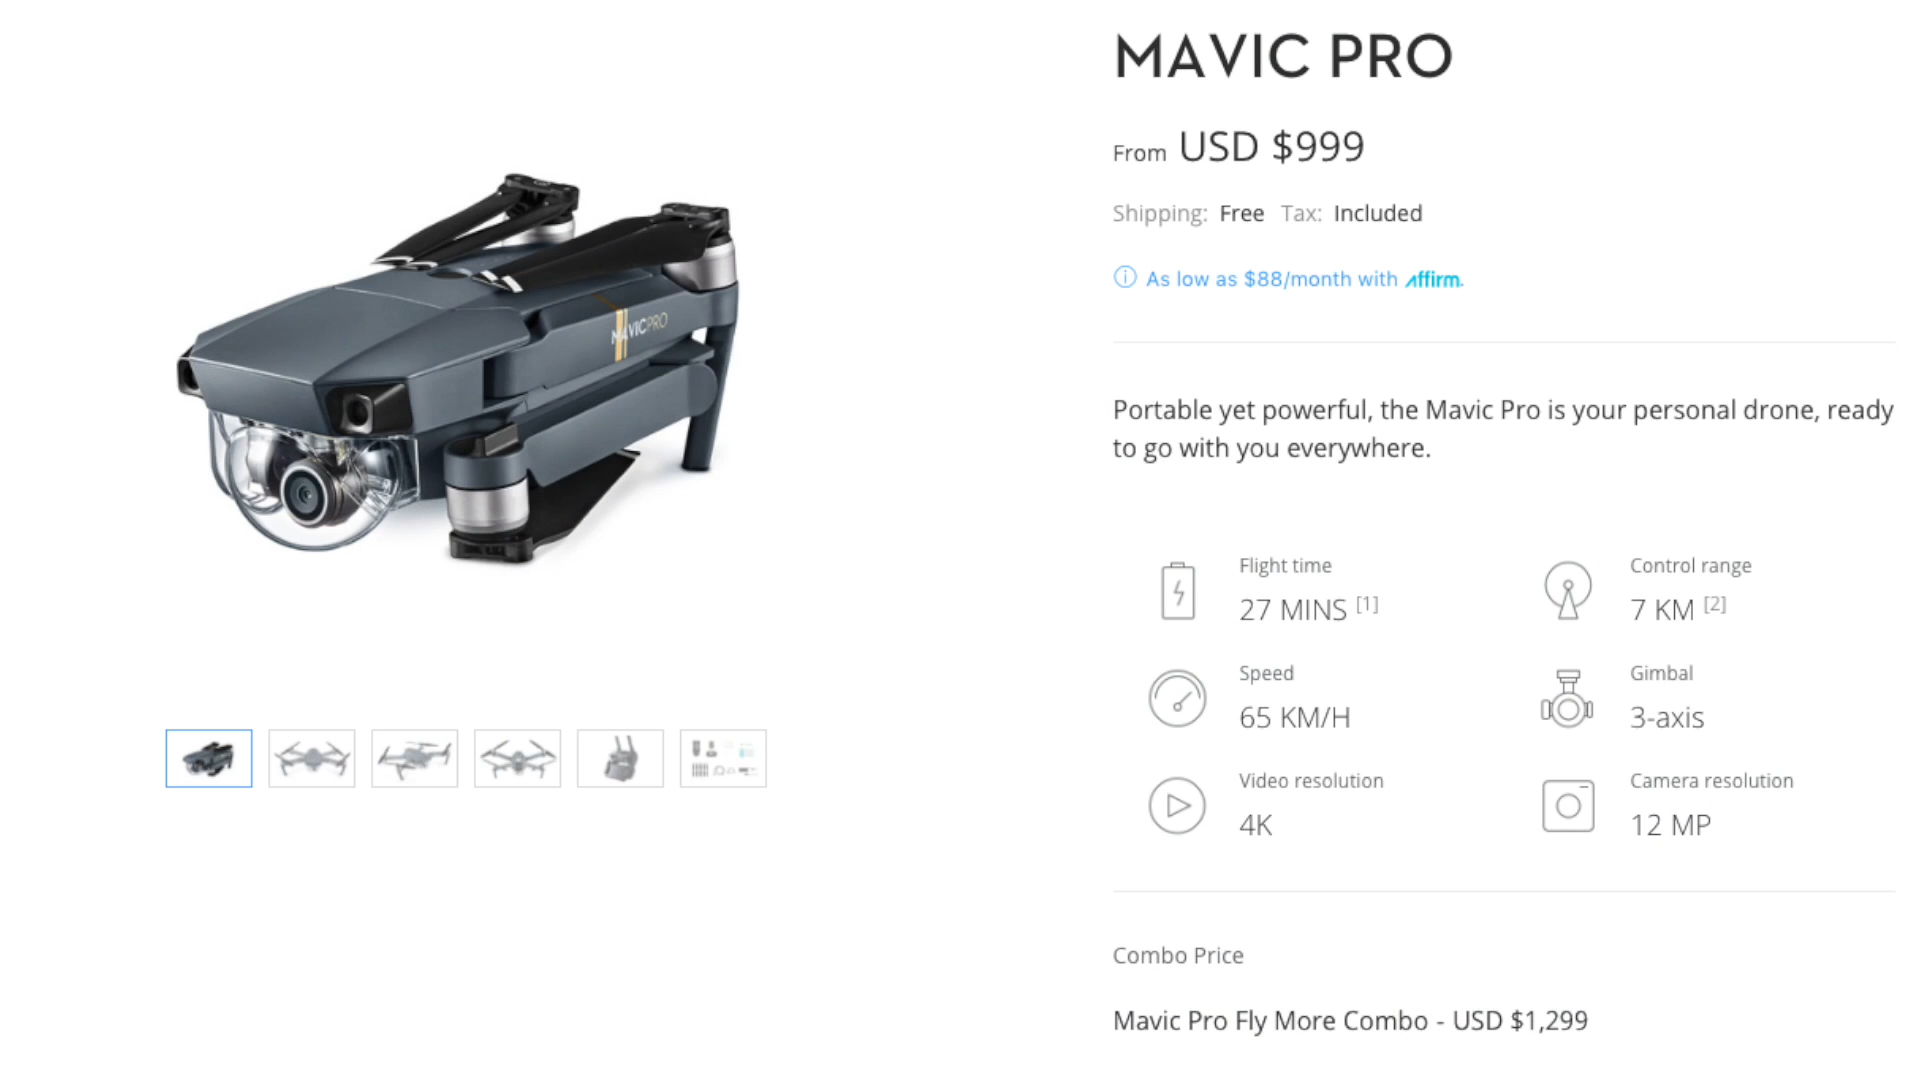 MAVIC PRO
From USD $999
Shipping: Free Tax: Included
As low as $88/month with affirm.
Portable yet powerful, the Mavic Pro is your personal drone, ready
to go with you everywhere.
Flight time
27 MINS [1]
Control range
7 KM [2]
Speed
65 KM/H
Gimbal
3-axis
Video resolution
4K
Camera resolution
12 MP
Combo Price
Mavic Pro Fly More Combo - USD $1,299
MAVIC PRO